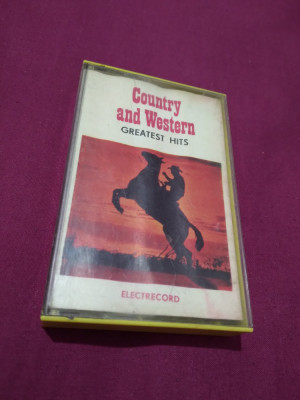 Country
and Western
GREATEST HITS
ELECTRECORD